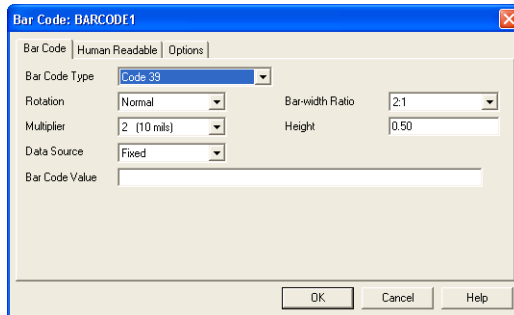 Bar Code: BARCODE1
Bar Code Human Readable Options
Bar Code Type Code 39
Rotation Normal Bar-width Ratio 2:1
Multiplier 2 (10 mils) Height 0.50
Data Source Fixed
Bar Code Value
OK Cancel Help